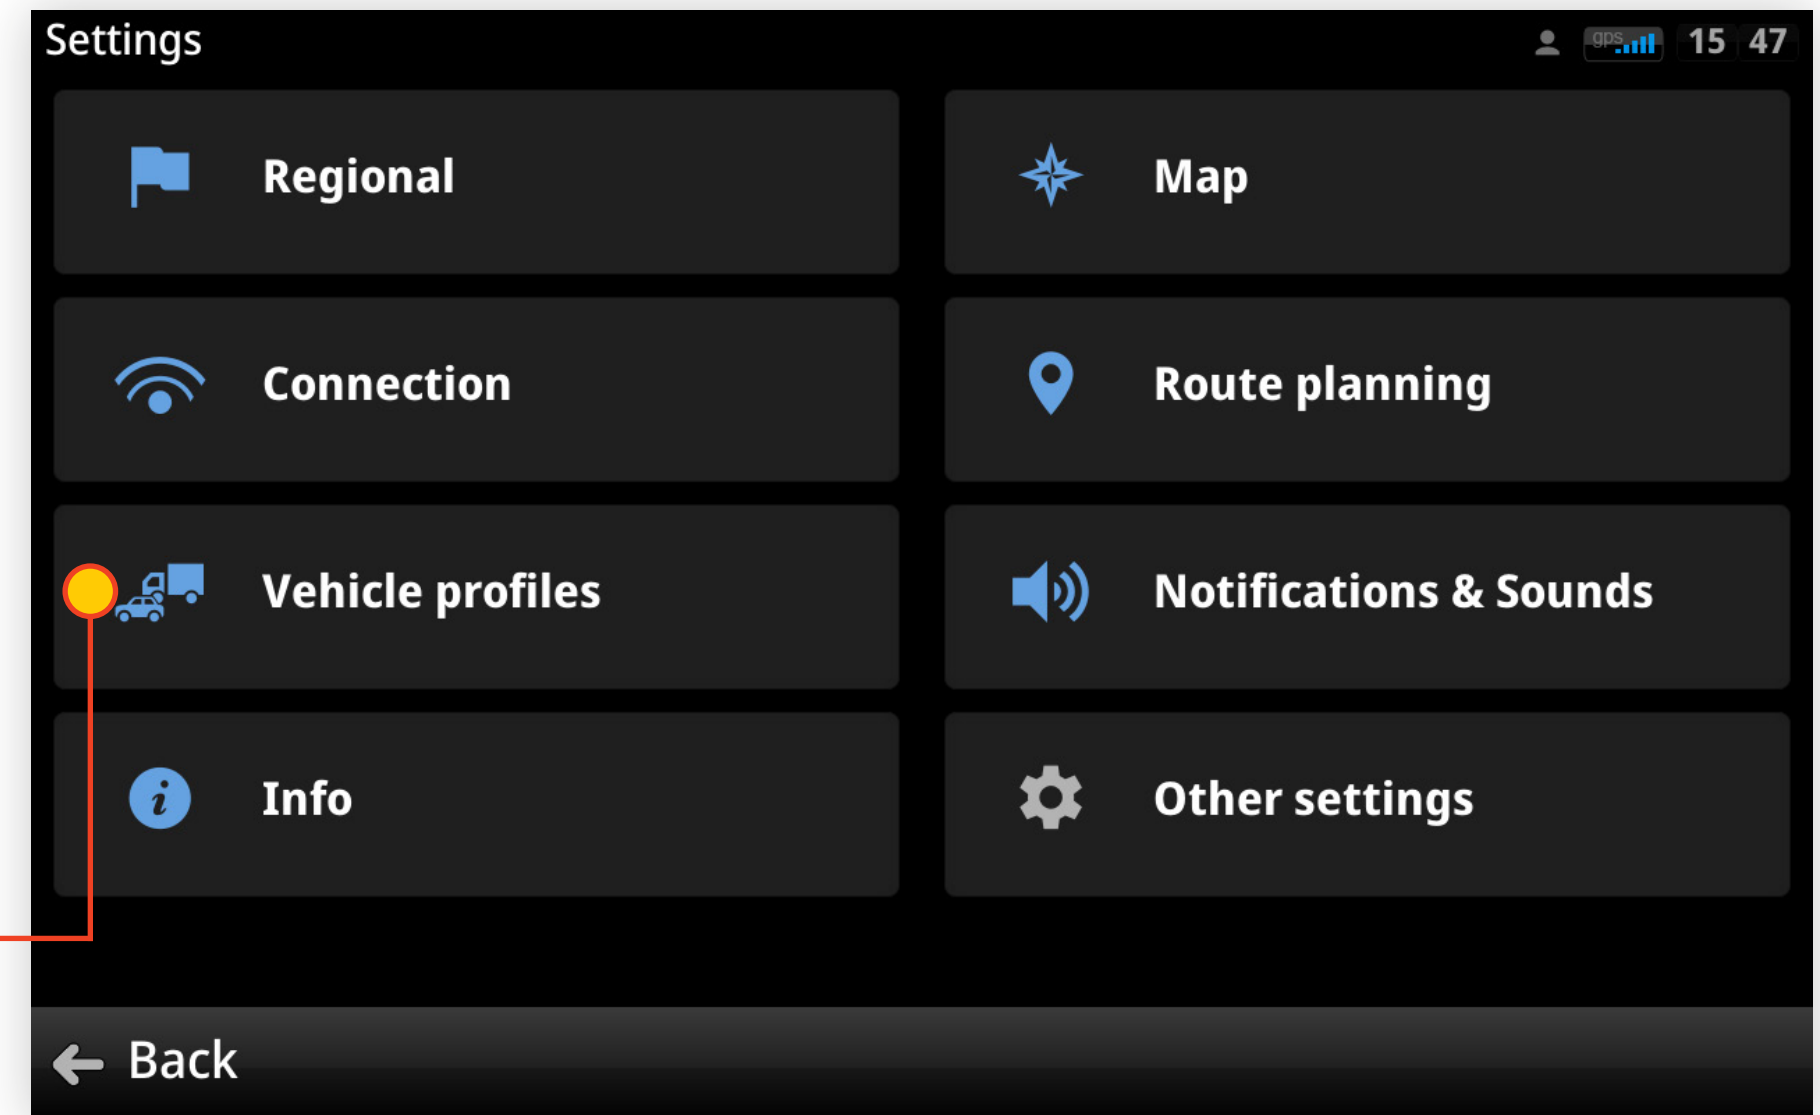 Settings
gps 15 47
Regional
Map
Connection
Route planning
Vehicle profiles
Notifications & Sounds
i Info
Other settings
Back